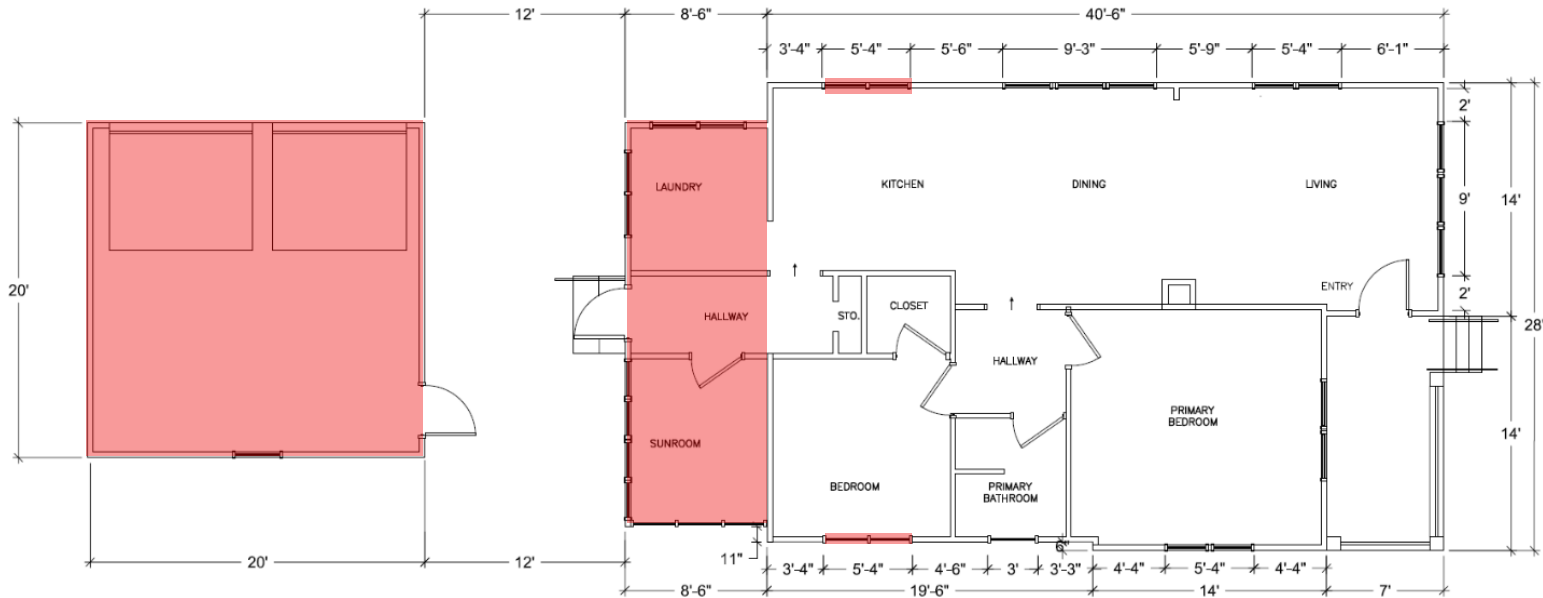 12'
8'-6"
40'-6"
3'-4"
5'-4"
5'-6"
9'-3"
5'-9"
5'-4"
6'-1"
2'
LAUNDRY
KITCHEN
DINING
LIVING
9'
14'
20'
ENTRY
2'
HALLWAY
STO.
CLOSET
28'
HALLWAY
PRIMARY
BEDROOM
14'
SUNROOM
BEDROOM
PRIMARY
BATHROOM
11"
6"
20'
12'
3'-4"
5'-4"
4'-6"
3'
3'-3"
4'-4"
5'-4"
4'-4"
8'-6"
19'-6"
14'
7'